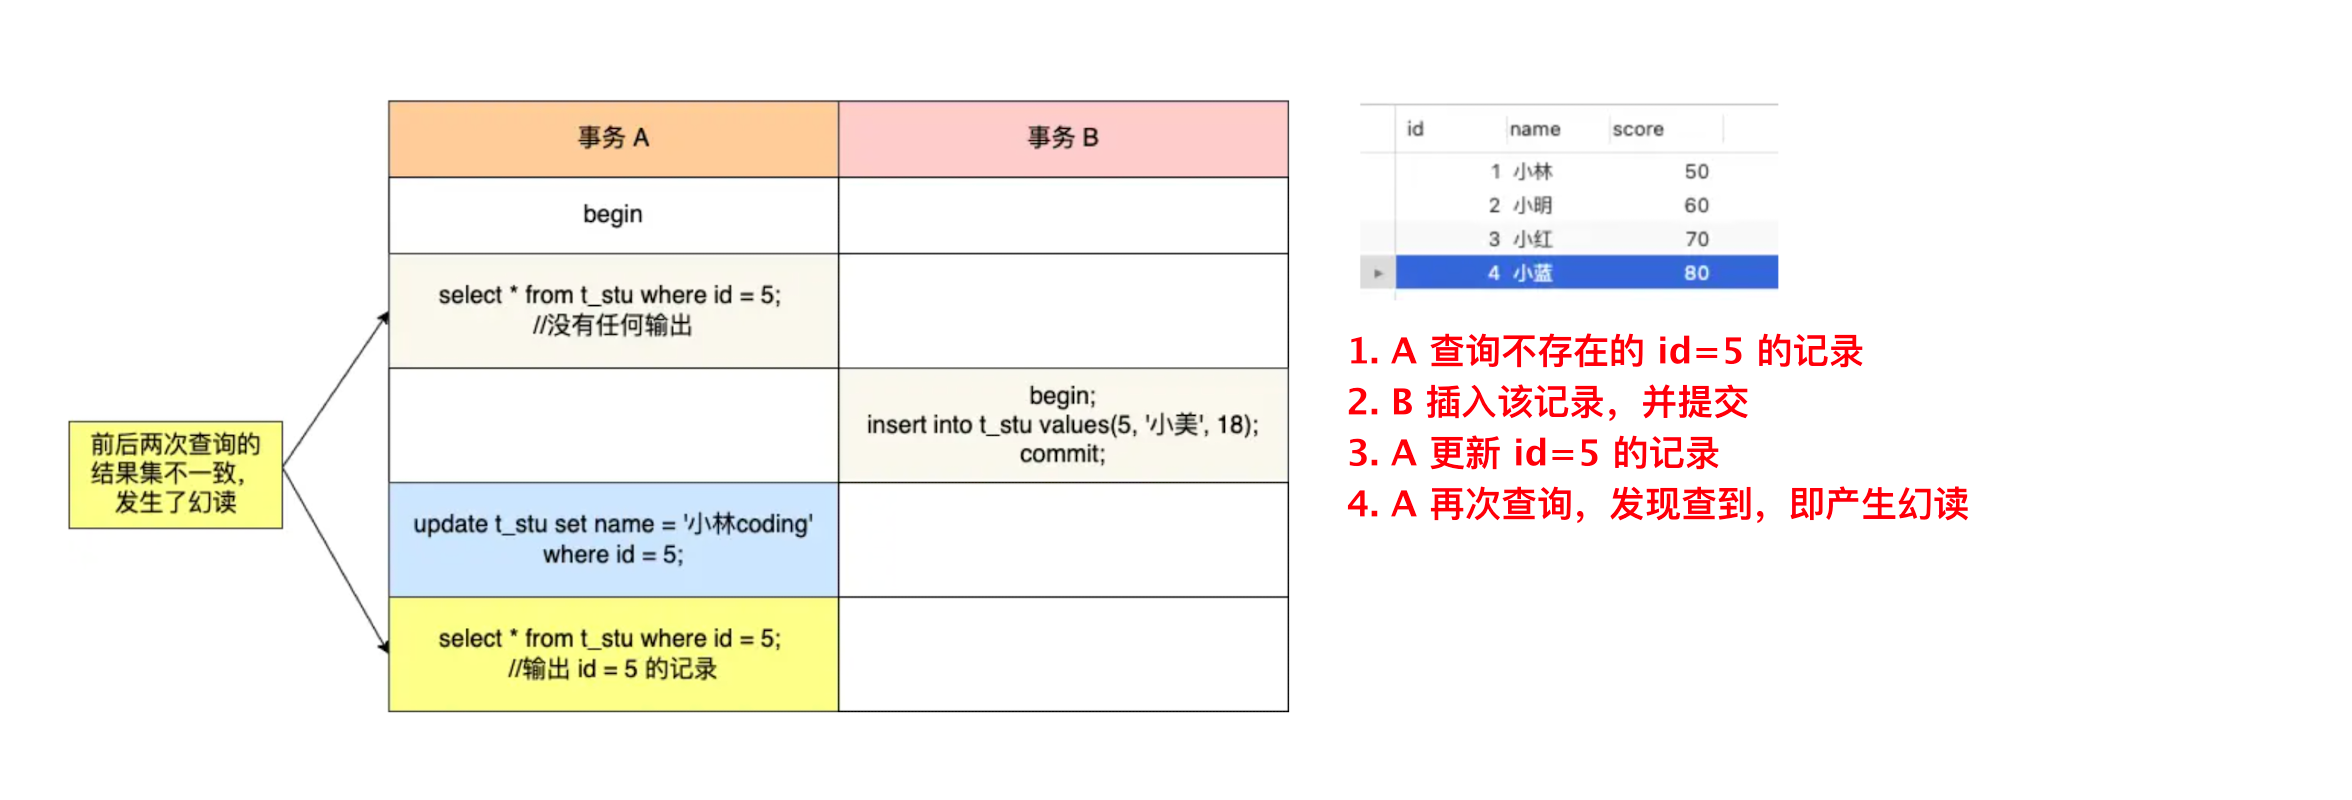 事务 A
事务 B
begin
select * from t_stu where id = 5;
//没有任何输出
begin;
insert into t_stu values(5, '小美', 18);
commit;
前后两次查询的
结果集不一致，
发生了幻读
update t_stu set name = '小林coding'
where id = 5;
select * from t_stu where id = 5;
//输出 id = 5 的记录
id name score
1 小林 50
2 小明 60
3 小红 70
4 小蓝 80
1. A 查询不存在的 id=5 的记录
2. B 插入该记录，并提交
3. A 更新 id=5 的记录
4. A 再次查询，发现查到，即产生幻读